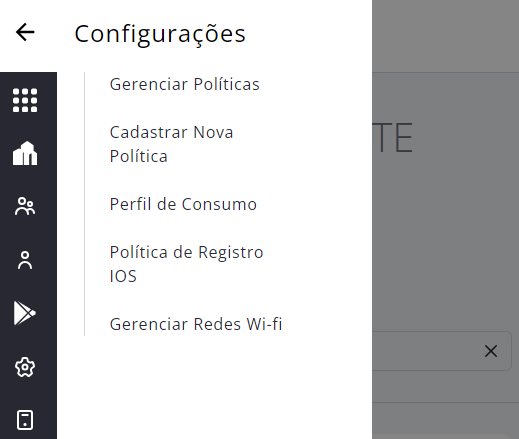 Configurações
Gerenciar Políticas
TE
Cadastrar Nova
Política
Perfil de Consumo
Política de Registro
IOS
Gerenciar Redes Wi-fi